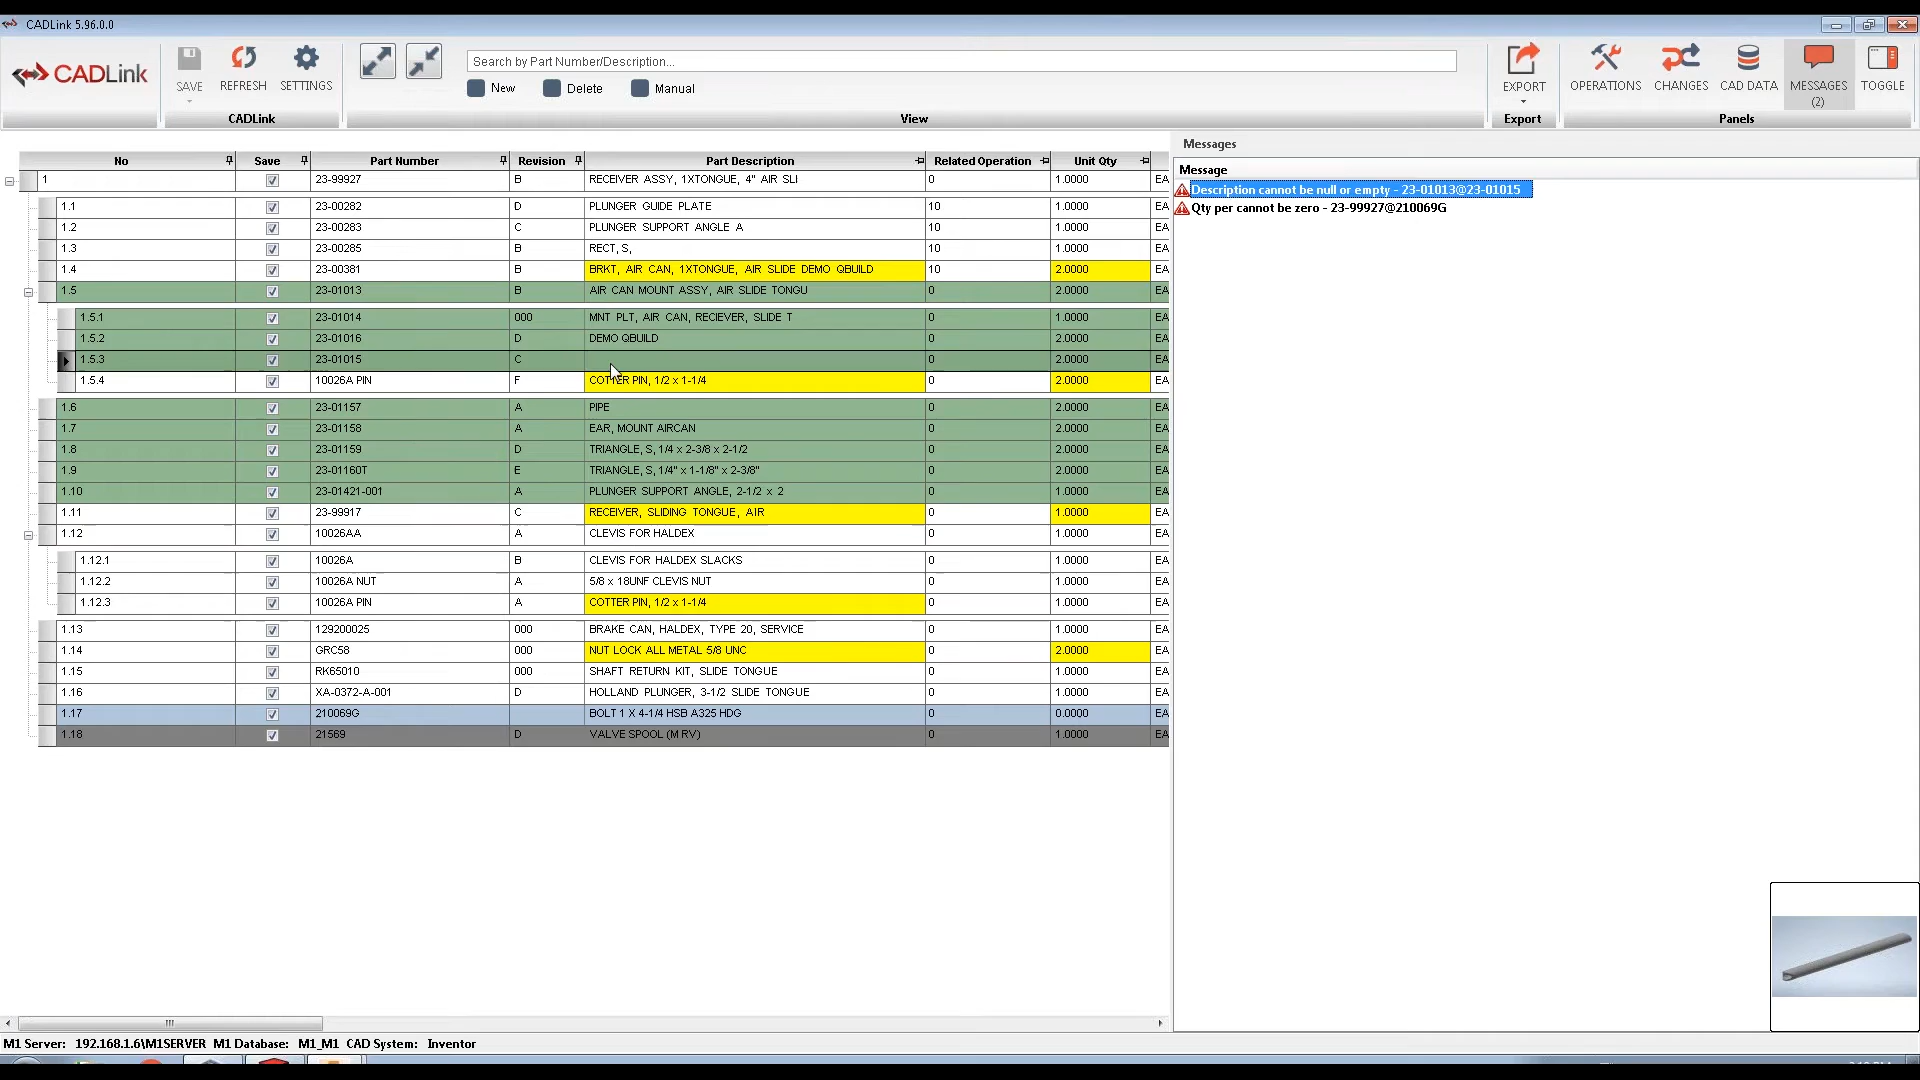 CADLink 5.96.0.0
CADLink
SAVE
REFRESH
SETTINGS
CADLink
Search by Part Number/Description...
New Delete Manual
View
EXPORT
Export
OPERATIONS
CHANGES
CAD DATA
MESSAGES
(2)
TOGGLE
Panels
No Save Part Number Revision Part Description Related Operation Unit Qty
1 23-99927 B RECEIVER ASSY, 1XTONGUE, 4" AIR SLI 0 1.0000 EA
1.1 23-00282 D PLUNGER GUIDE PLATE 10 1.0000 EA
1.2 23-00283 C PLUNGER SUPPORT ANGLE A 10 1.0000 EA
1.3 23-00285 B RECT, S, 10 1.0000 EA
1.4 23-00381 B BRKT, AIR CAN, 1XTONGUE, AIR SLIDE DEMO QBUILD 10 2.0000 EA
1.5 23-01013 B AIR CAN MOUNT ASSY, AIR SLIDE TONGU 0 2.0000 EA
1.5.1 23-01014 000 MNT PLT, AIR CAN, RECIEVER, SLIDE T 0 1.0000 EA
1.5.2 23-01016 D DEMO QBUILD 0 2.0000 EA
1.5.3 23-01015 C 0 2.0000 EA
1.5.4 10026A PIN F COTTER PIN, 1/2 x 1-1/4 0 2.0000 EA
1.6 23-01157 A PIPE 0 2.0000 EA
1.7 23-01158 A EAR, MOUNT AIRCAN 0 2.0000 EA
1.8 23-01159 D TRIANGLE, S, 1/4 x 2-3/8 x 2-1/2 0 2.0000 EA
1.9 23-01160T E TRIANGLE, S, 1/4" x 1-1/8" x 2-3/8" 0 2.0000 EA
1.10 23-01421-001 A PLUNGER SUPPORT ANGLE, 2-1/2 x 2 0 1.0000 EA
1.11 23-99917 C RECEIVER, SLIDING TONGUE, AIR 0 1.0000 EA
1.12 10026AA A CLEVIS FOR HALDEX 0 1.0000 EA
1.12.1 10026A B CLEVIS FOR HALDEX SLACKS 0 1.0000 EA
1.12.2 10026A NUT A 5/8 x 18UNF CLEVIS NUT 0 1.0000 EA
1.12.3 10026A PIN A COTTER PIN, 1/2 x 1-1/4 0 1.0000 EA
1.13 129200025 000 BRAKE CAN, HALDEX, TYPE 20, SERVICE 0 1.0000 EA
1.14 GRC58 000 NUT LOCK ALL METAL 5/8 UNC 0 2.0000 EA
1.15 RK65010 000 SHAFT RETURN KIT, SLIDE TONGUE 0 1.0000 EA
1.16 XA-0372-A-001 D HOLLAND PLUNGER, 3-1/2 SLIDE TONGUE 0 1.0000 EA
1.17 210069G BOLT 1 X 4-1/4 HSB A325 HDG 0 0.0000 EA
1.18 21569 D VALVE SPOOL (M RV) 0 1.0000 EA
Messages
Message
Description cannot be null or empty - 23-01013@23-01015
Qty per cannot be zero - 23-99927@210069G
M1 Server: 192.168.1.6\M1SERVER M1 Database: M1_M1 CAD System: Inventor